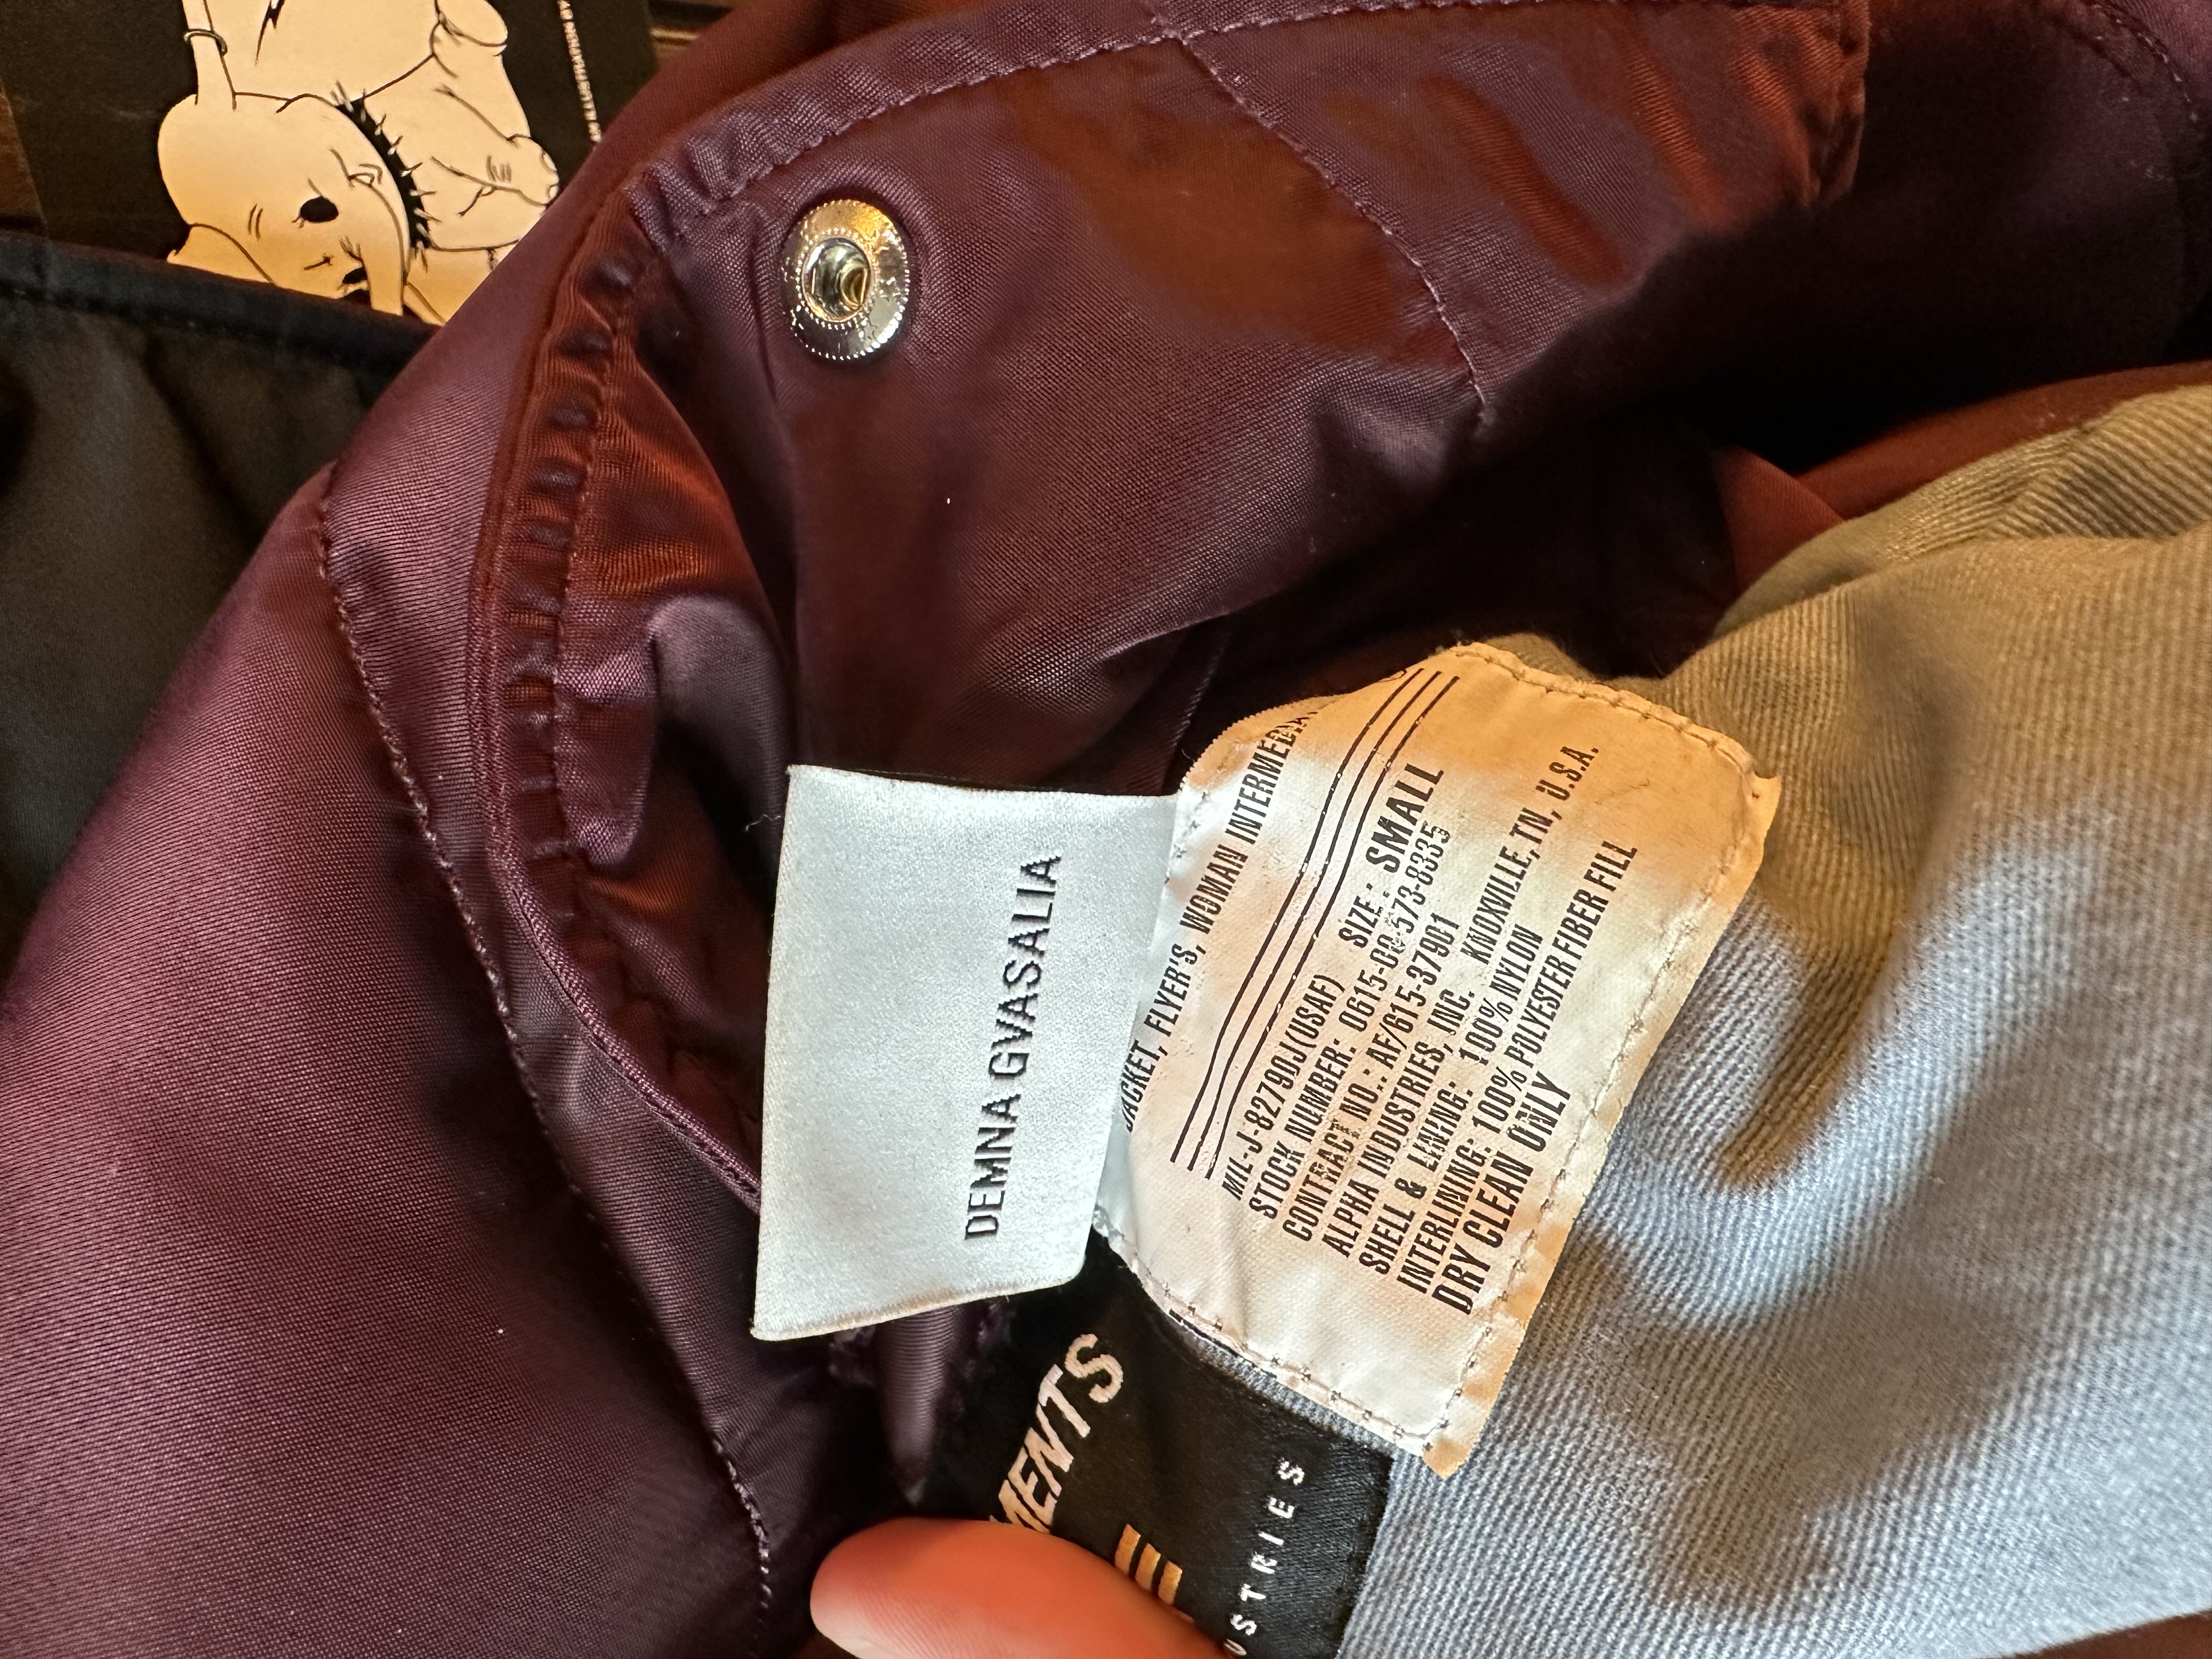 DEMNA GVASALIA
JACKET, FLYER'S, WOMAN
MIL-J-82790J(USAF) SIZE: SMALL
STOCK NUMBER: 0615-00-573-8335
CONTRACT NO.: AF/615-37901
ALPHA INDUSTRIES, INC. KNOXVILLE, TN, U.S.A.
SHELL & LINING: 100% NYLON
INTERLINING: 100% POLYESTER FIBER FILL
DRY CLEAN ONLY
MENTS
USTRIES